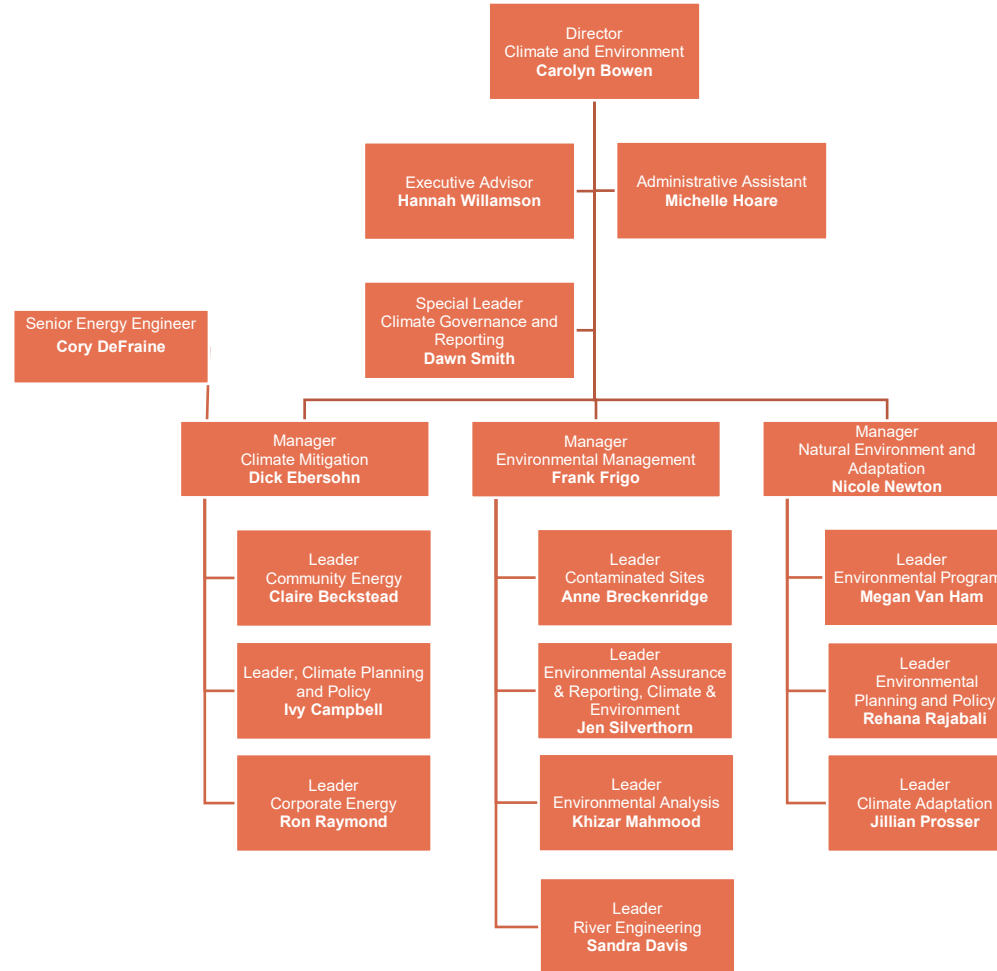 Director
Climate and Environment
Carolyn Bowen
Executive Advisor
Hannah Willamson
Administrative Assistant
Michelle Hoare
Special Leader
Climate Governance and
Reporting
Dawn Smith
Senior Energy Engineer
Cory DeFraine
Manager
Climate Mitigation
Dick Ebersohn
Manager
Environmental Management
Frank Frigo
Manager
Natural Environment and
Adaptation
Nicole Newton
Leader
Community Energy
Claire Beckstead
Leader, Climate Planning
and Policy
Ivy Campbell
Leader
Corporate Energy
Ron Raymond
Leader
Contaminated Sites
Anne Breckenridge
Leader
Environmental Assurance
& Reporting, Climate &
Environment
Jen Silverthorn
Leader
Environmental Analysis
Khizar Mahmood
Leader
River Engineering
Sandra Davis
Leader
Environmental Program
Megan Van Ham
Leader
Environmental
Planning and Policy
Rehana Rajabali
Leader
Climate Adaptation
Jillian Prosser